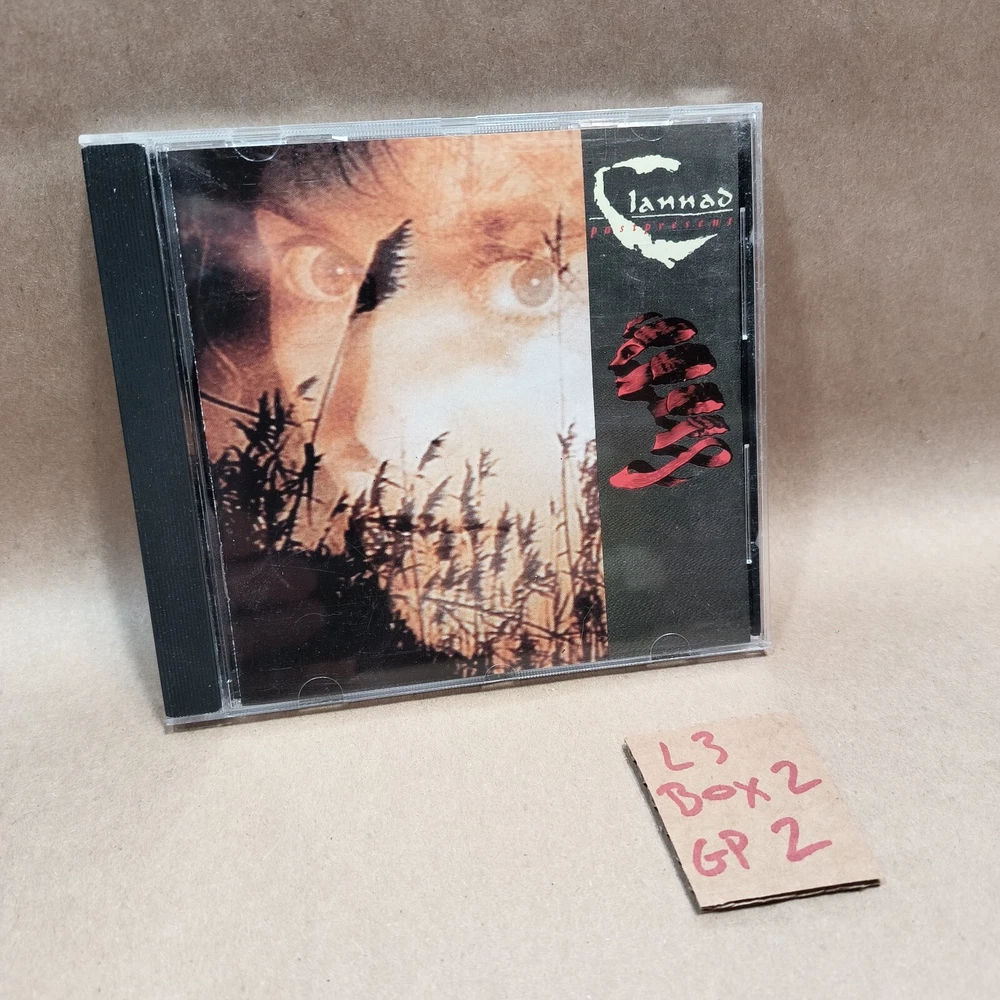 Clannad
pastpresent
L3
BOX 2
GP 2